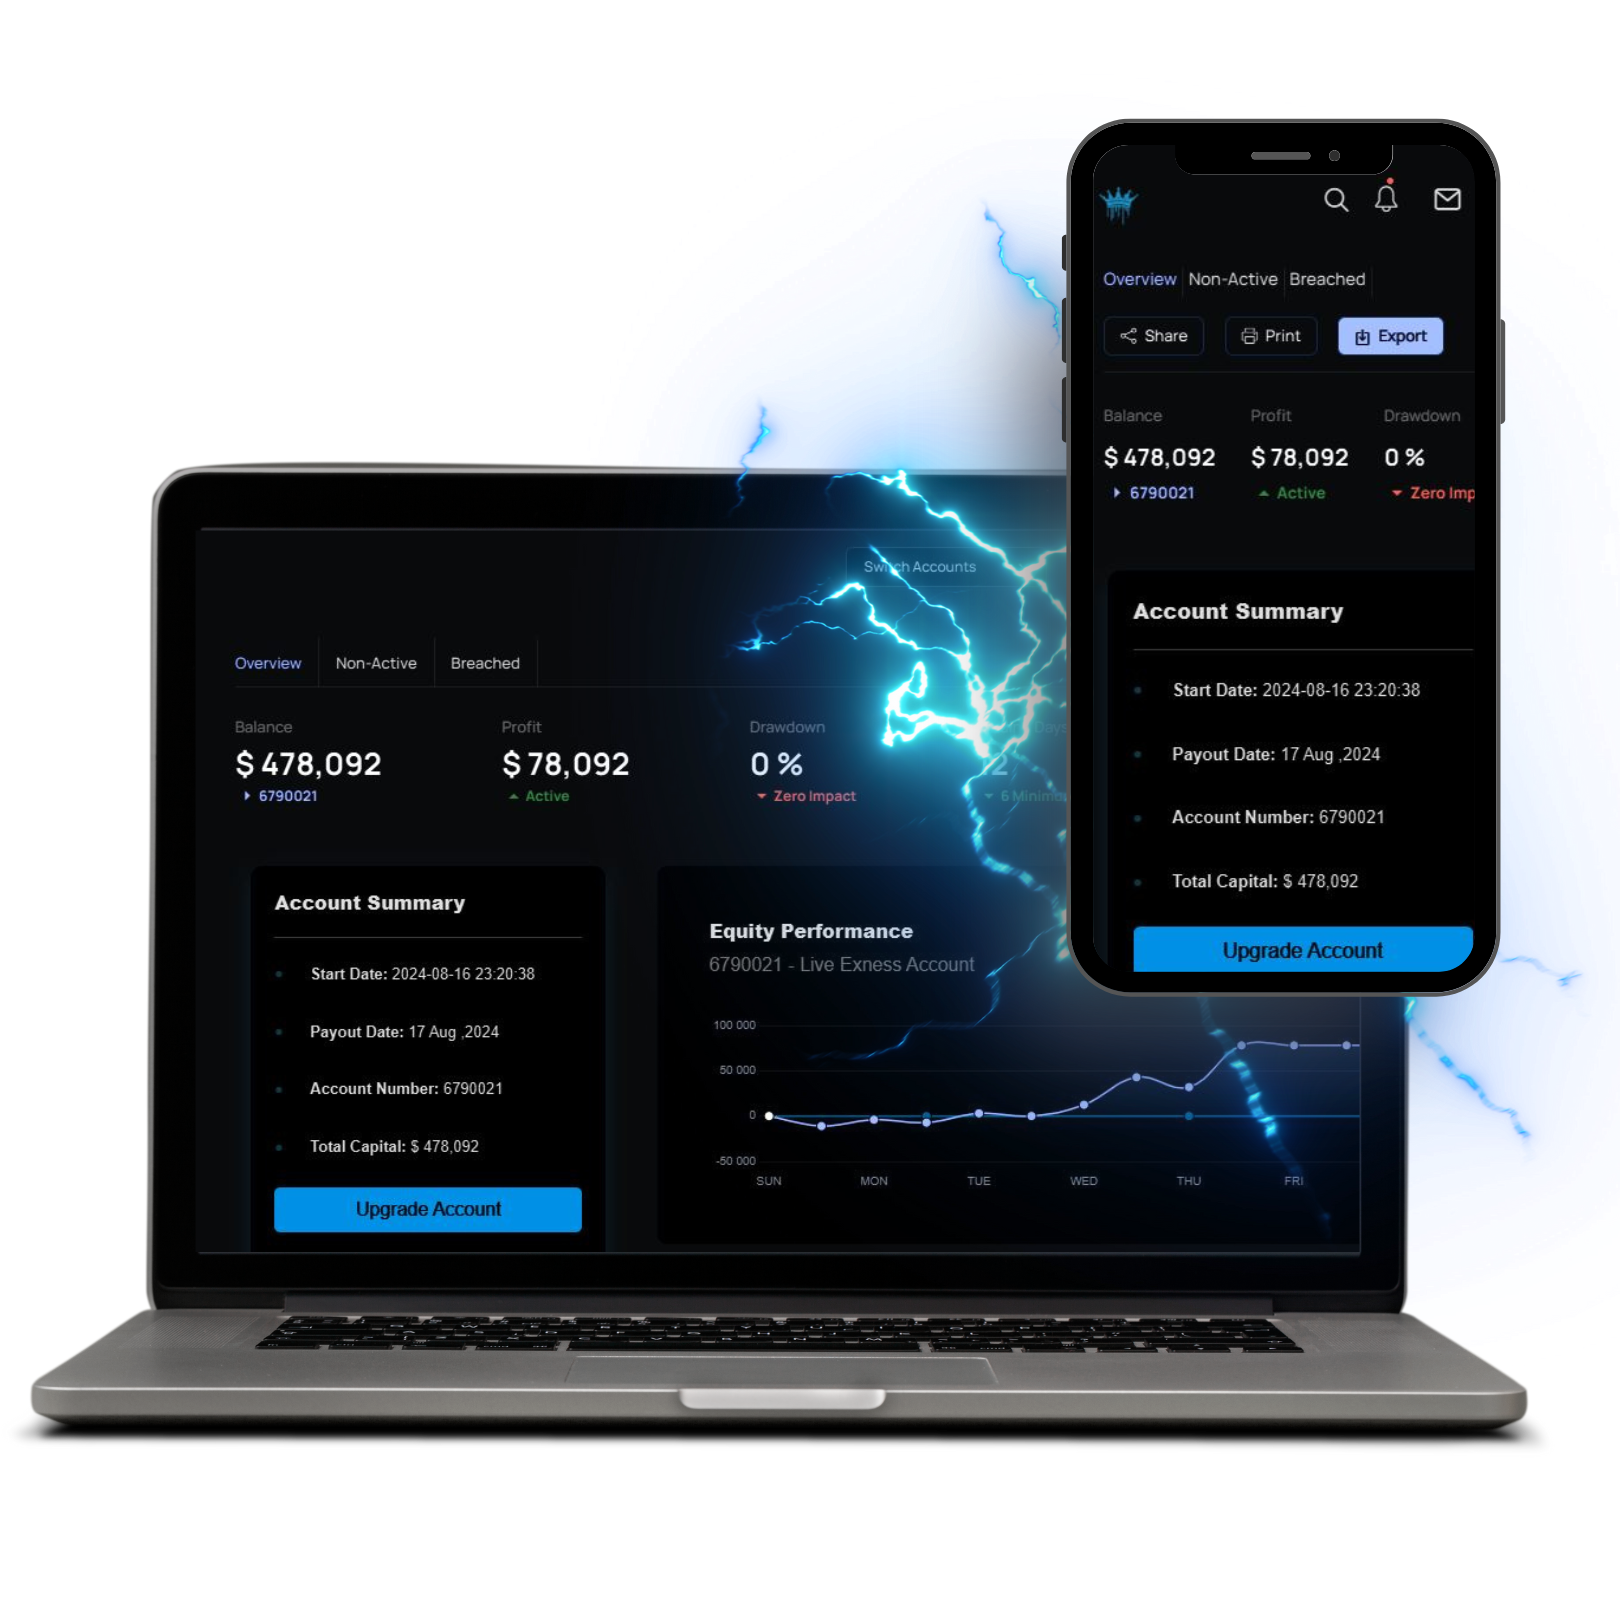 Switch Accounts
Overview Non-Active Breached
Balance Profit Drawdown Days
$ 478,092 $ 78,092 0 % 12
6790021 Active Zero Impact 6 Minimum
Account Summary
Start Date: 2024-08-16 23:20:38
Payout Date: 17 Aug ,2024
Account Number: 6790021
Total Capital: $ 478,092
Upgrade Account
Equity Performance
6790021 - Live Exness Account
100 000
50 000
0
-50 000
SUN MON TUE WED THU FRI
Overview Non-Active Breached
Share Print Export
Balance Profit Drawdown
$ 478,092 $ 78,092 0 %
6790021 Active Zero Imp
Account Summary
Start Date: 2024-08-16 23:20:38
Payout Date: 17 Aug ,2024
Account Number: 6790021
Total Capital: $ 478,092
Upgrade Account